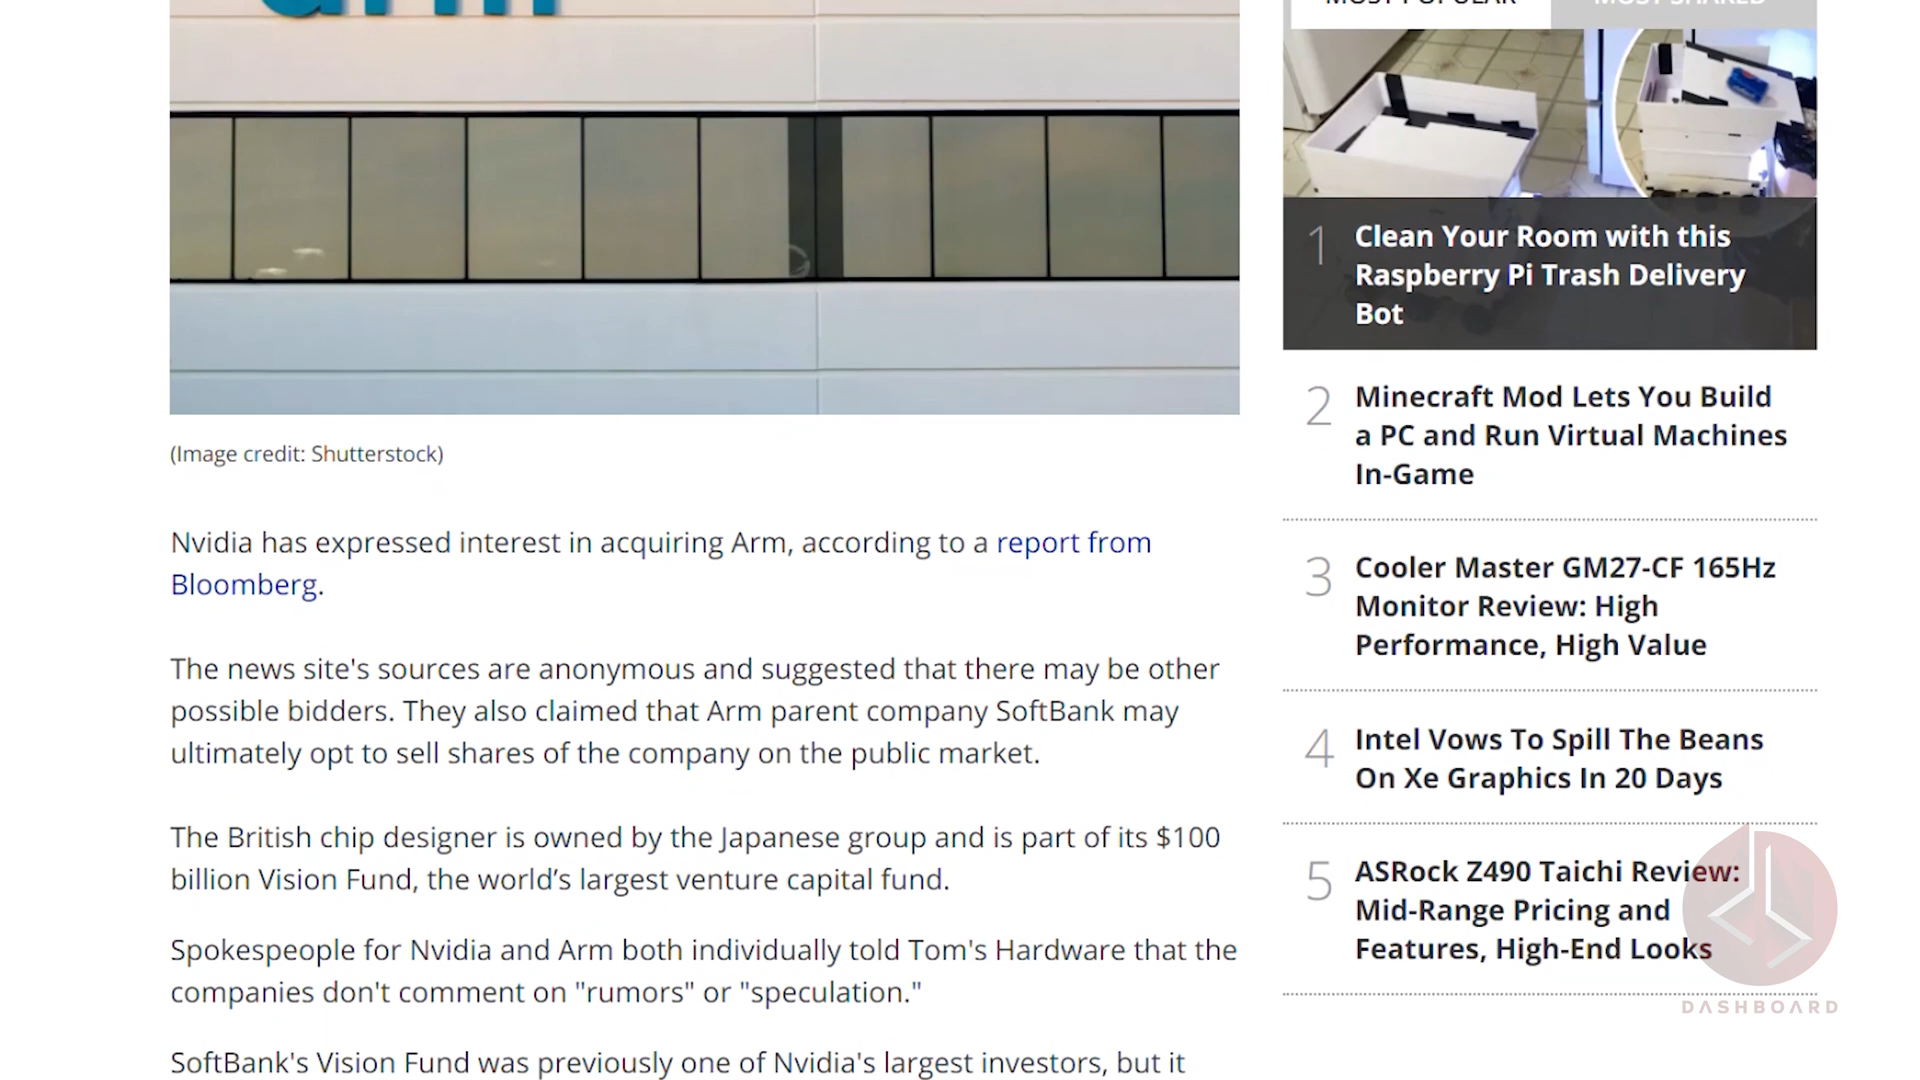 arm
MOST POPULAR
MOST SHARED
1
Clean Your Room with this
Raspberry Pi Trash Delivery
Bot
2
Minecraft Mod Lets You Build
a PC and Run Virtual Machines
In-Game
3
Cooler Master GM27-CF 165Hz
Monitor Review: High
Performance, High Value
4
Intel Vows To Spill The Beans
On Xe Graphics In 20 Days
5
ASRock Z490 Taichi Review:
Mid-Range Pricing and
Features, High-End Looks
(Image credit: Shutterstock)
Nvidia has expressed interest in acquiring Arm, according to a report from
Bloomberg.
The news site's sources are anonymous and suggested that there may be other
possible bidders. They also claimed that Arm parent company SoftBank may
ultimately opt to sell shares of the company on the public market.
The British chip designer is owned by the Japanese group and is part of its $100
billion Vision Fund, the world’s largest venture capital fund.
Spokespeople for Nvidia and Arm both individually told Tom's Hardware that the
companies don't comment on "rumors" or "speculation."
SoftBank's Vision Fund was previously one of Nvidia's largest investors, but it
DASHBOARD